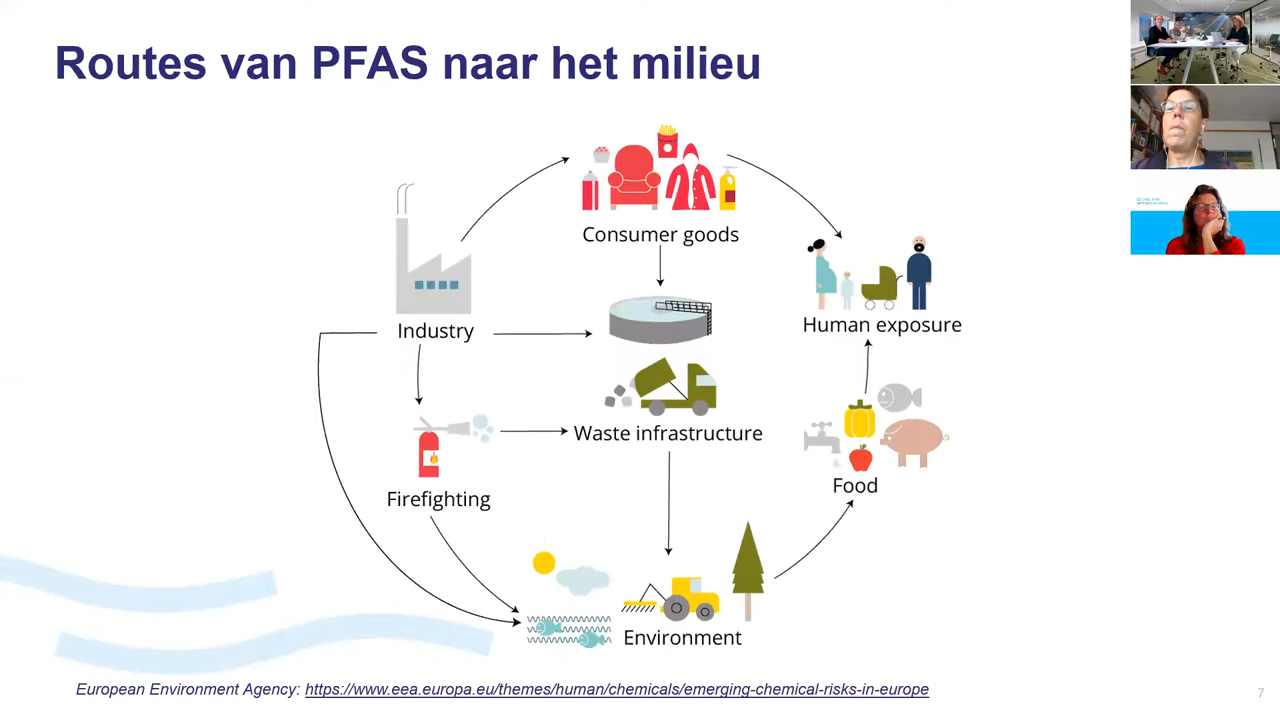 Routes van PFAS naar het milieu
Consumer goods
Industry
Human exposure
Waste infrastructure
Firefighting
Food
Environment
European Environment Agency: https://www.eea.europa.eu/themes/human/chemicals/emerging-chemical-risks-in-europe
7